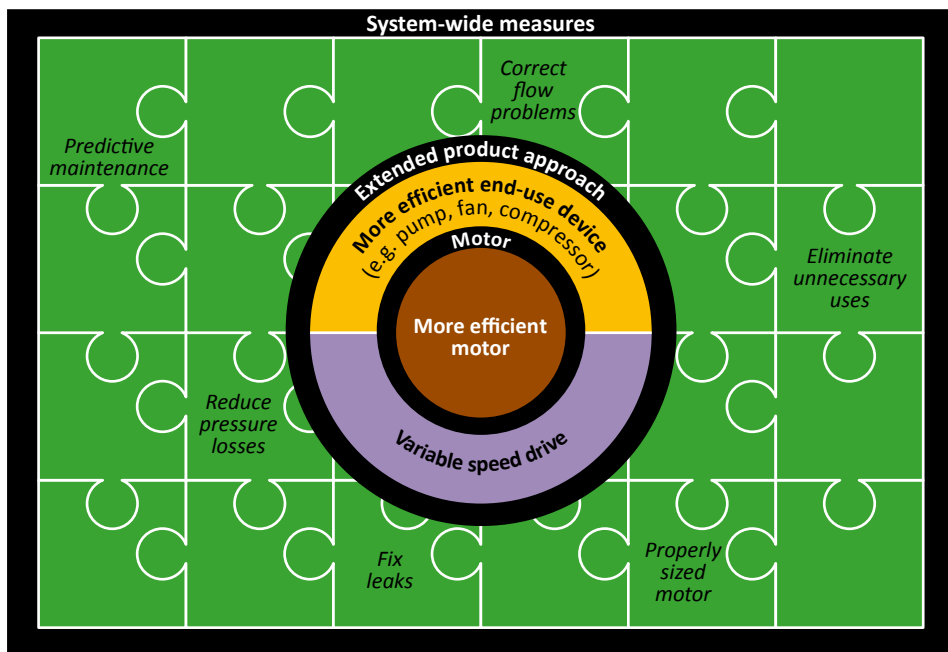 System-wide measures
Correct
flow
problems
Predictive
maintenance
Extended product approach
More efficient end-use device
(e.g. pump, fan, compressor)
Motor
Eliminate
unnecessary
uses
More efficient
motor
Reduce
pressure
losses
Variable speed drive
Fix
leaks
Properly
sized
motor